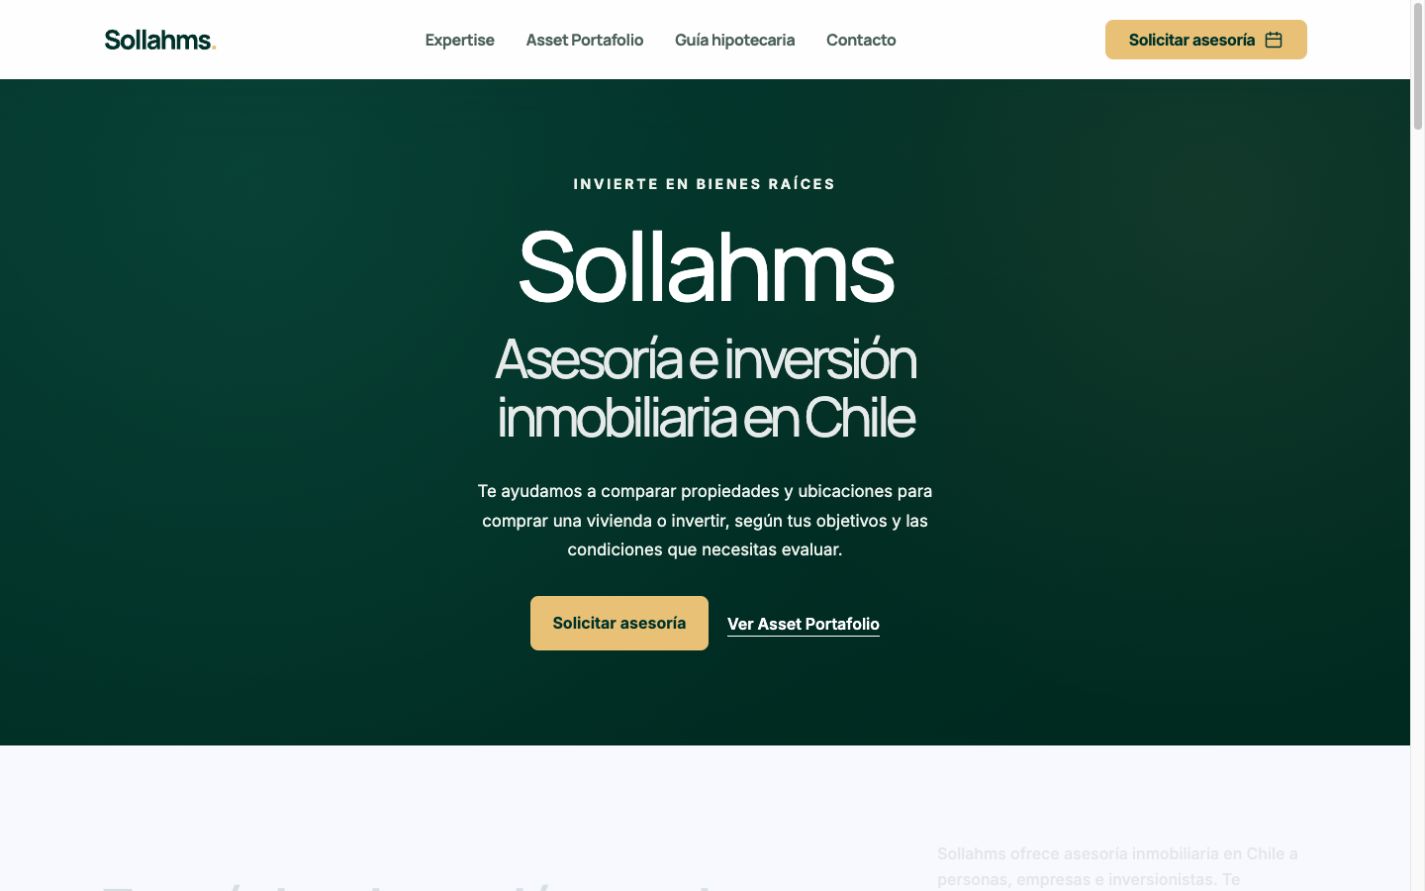 Sollahms.
Expertise
Asset Portafolio
Guía hipotecaria
Contacto
Solicitar asesoría
INVIERTE EN BIENES RAÍCES
Sollahms
Asesoría e inversión
inmobiliaria en Chile
Te ayudamos a comparar propiedades y ubicaciones para
comprar una vivienda o invertir, según tus objetivos y las
condiciones que necesitas evaluar.
Solicitar asesoría
Ver Asset Portafolio
Sollahms ofrece asesoría inmobiliaria en Chile a
personas, empresas e inversionistas. Te